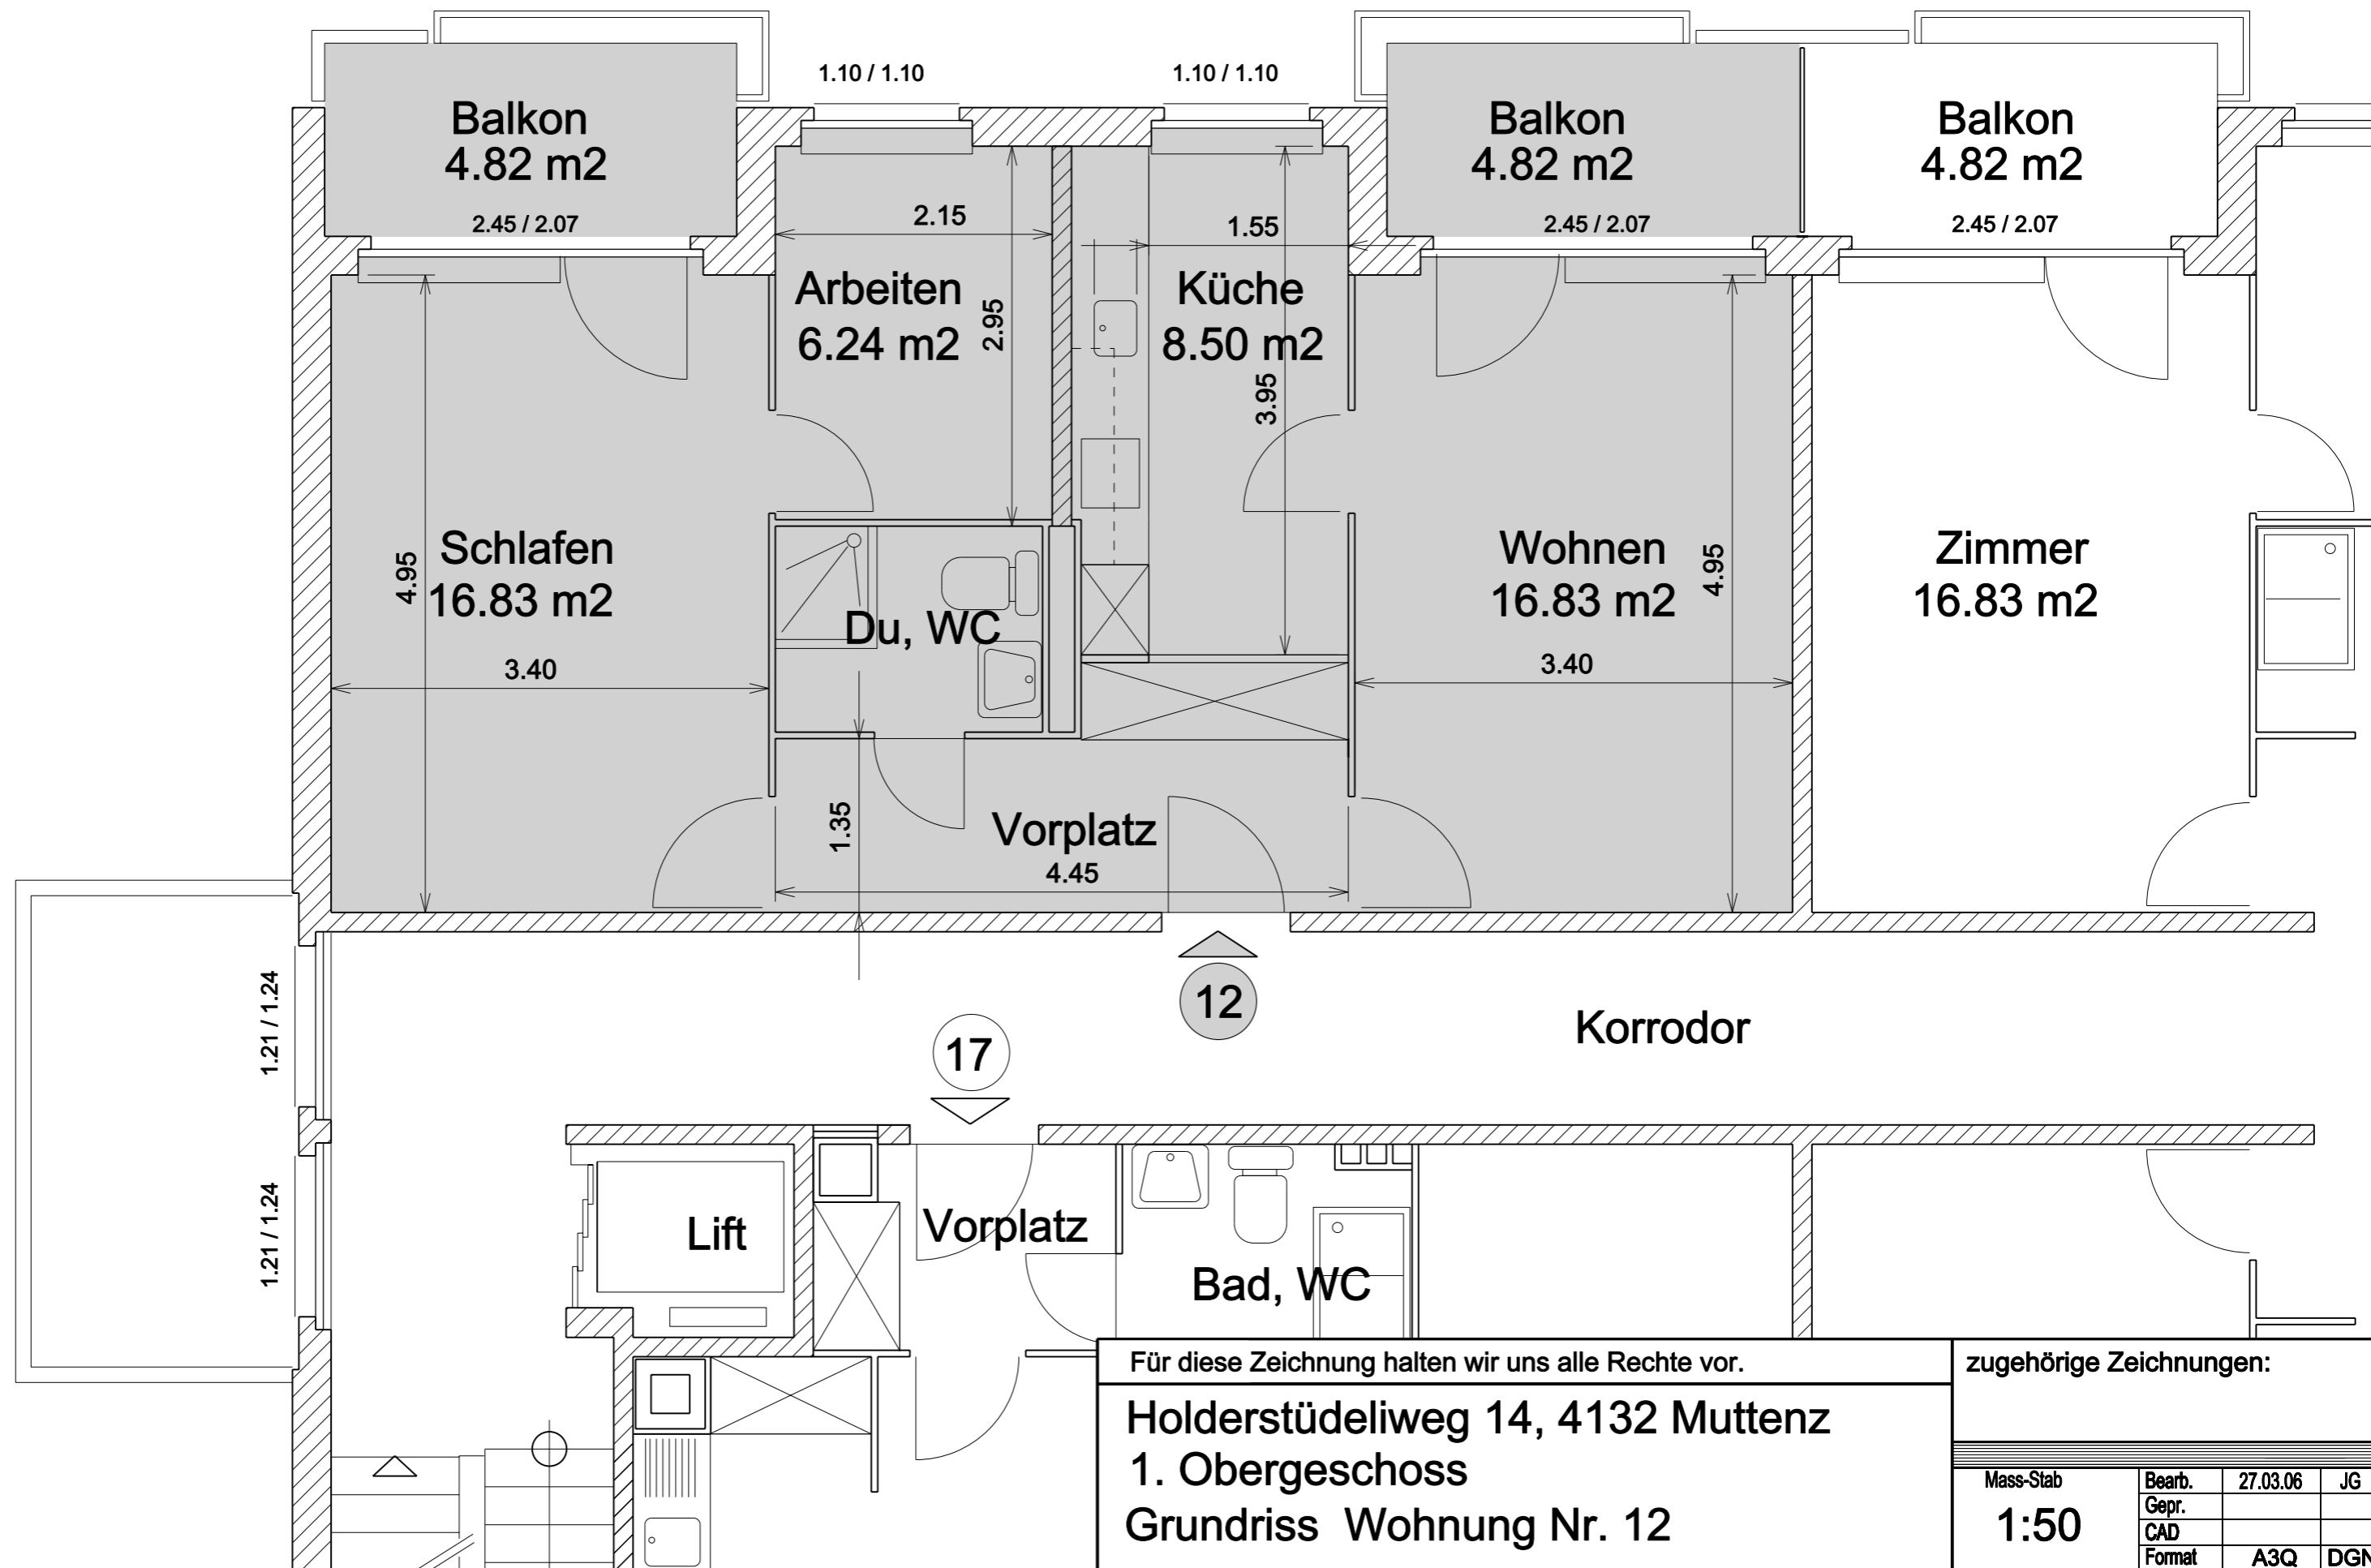 1.10 / 1.10
1.10 / 1.10
Balkon
4.82 m2
2.45 / 2.07
Balkon
4.82 m2
2.45 / 2.07
Balkon
4.82 m2
2.45 / 2.07
2.15
Arbeiten
6.24 m2
2.95
1.55
Küche
8.50 m2
3.95
Schlafen
16.83 m2
4.95
3.40
Du, WC
Wohnen
16.83 m2
4.95
3.40
Zimmer
16.83 m2
1.35
Vorplatz
4.45
12
17
Korrodor
1.21 / 1.24
1.21 / 1.24
Lift
Vorplatz
Bad, WC
Für diese Zeichnung halten wir uns alle Rechte vor.
Holderstüdeliweg 14, 4132 Muttenz
1. Obergeschoss
Grundriss Wohnung Nr. 12
zugehörige Zeichnungen:
Mass-Stab
1:50
Bearb. 27.03.06 JG
Gepr.
CAD
Format A3Q DGN